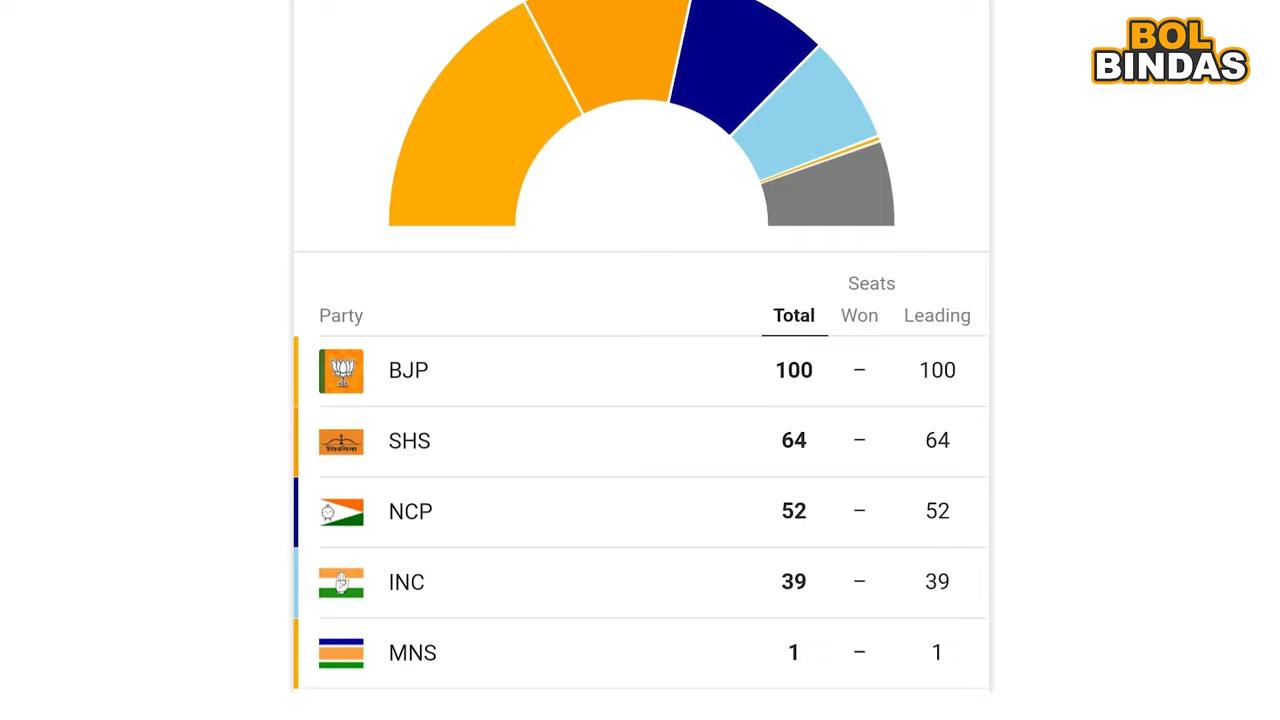 BOL
BINDAS
Seats
Party Total Won Leading
BJP 100 – 100
SHS 64 – 64
NCP 52 – 52
INC 39 – 39
MNS 1 – 1